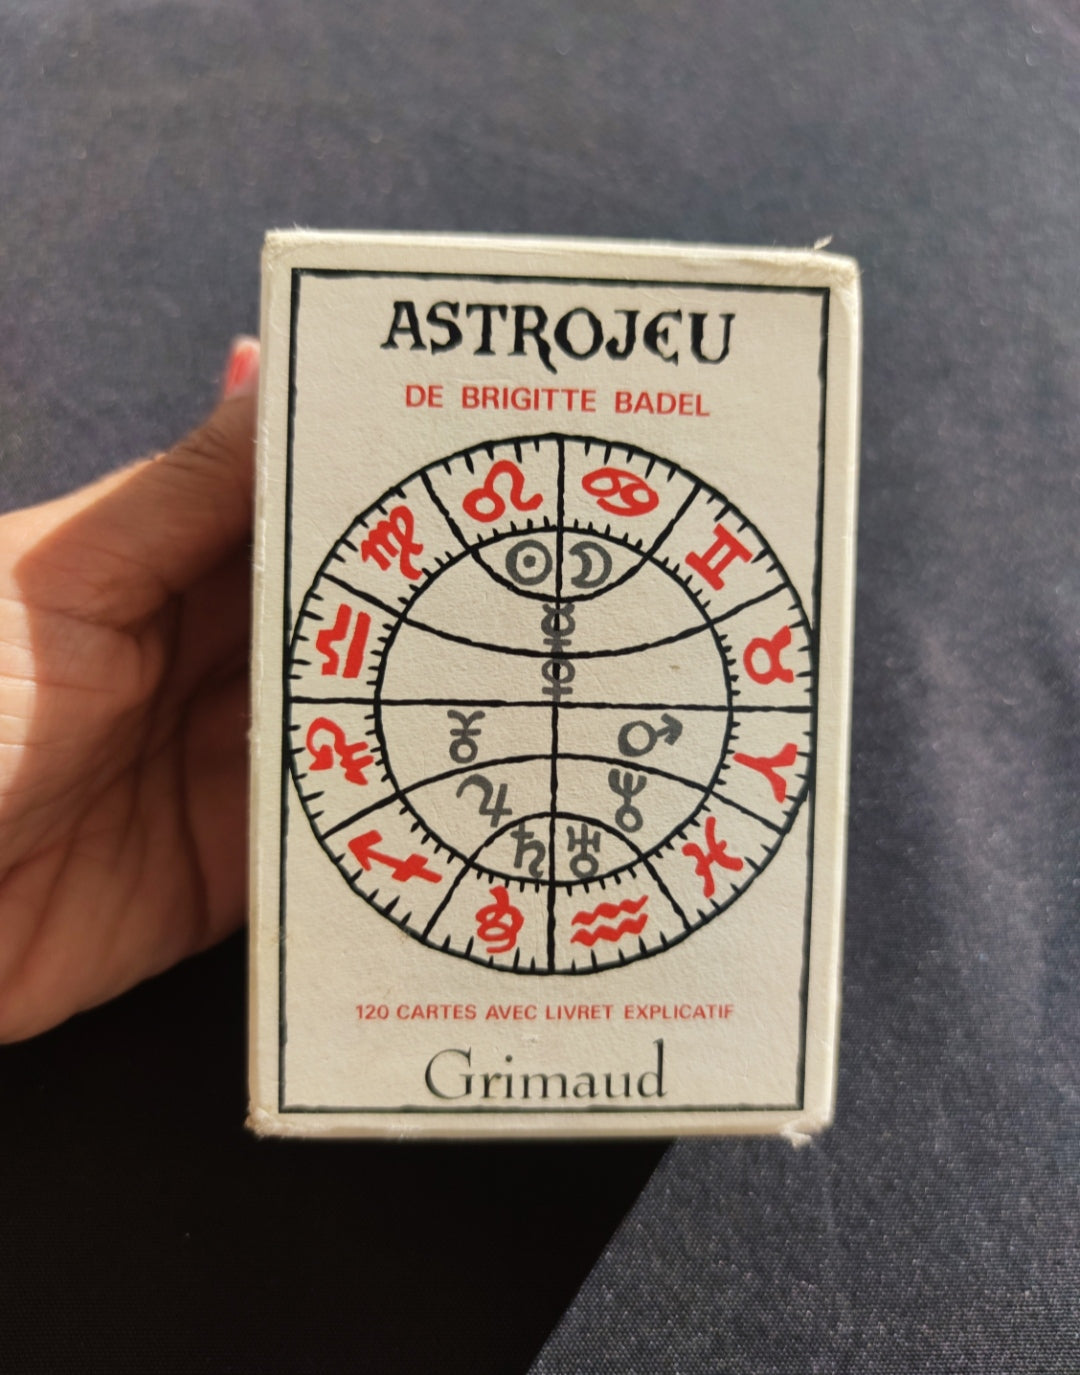 ASTROJEU
DE BRIGITTE BADEL
120 CARTES AVEC LIVRET EXPLICATIF
Grimaud